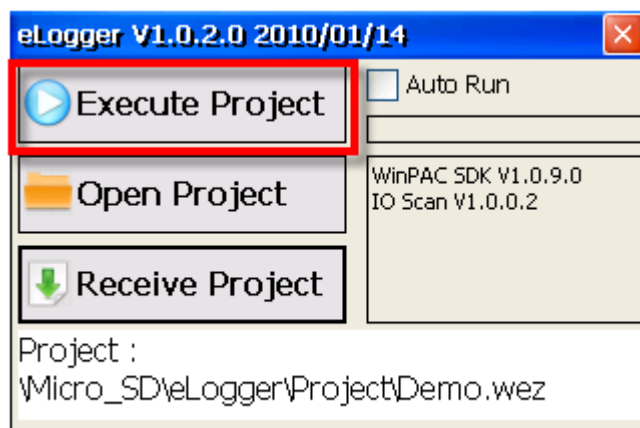 eLogger V1.0.2.0 2010/01/14
Execute Project
Auto Run
Open Project
WinPAC SDK V1.0.9.0
IO Scan V1.0.0.2
Receive Project
Project :
\Micro_SD\eLogger\Project\Demo.wez